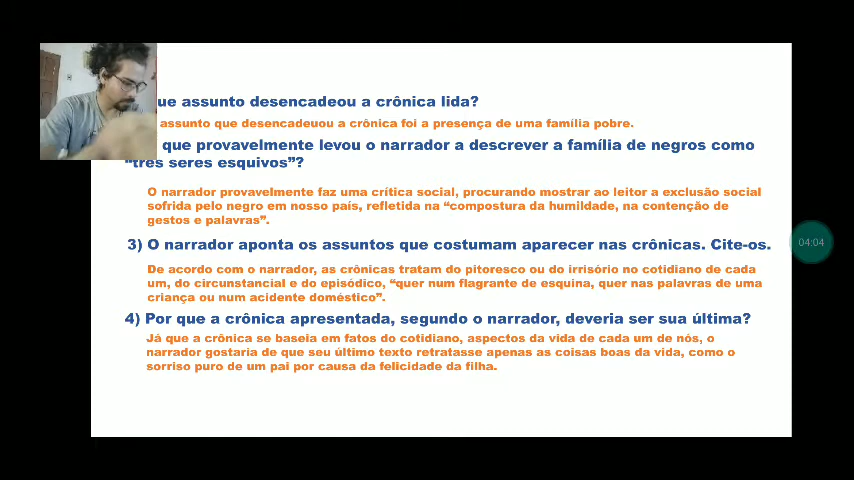 ue assunto desencadeou a crônica lida?
assunto que desencadeuou a crônica foi a presença de uma família pobre.
que provavelmente levou o narrador a descrever a família de negros como
“três seres esquivos”?
O narrador provavelmente faz uma crítica social, procurando mostrar ao leitor a exclusão social
sofrida pelo negro em nosso país, refletida na “compostura da humildade, na contenção de
gestos e palavras”.
3) O narrador aponta os assuntos que costumam aparecer nas crônicas. Cite-os.
04:04
De acordo com o narrador, as crônicas tratam do pitoresco ou do irrisório no cotidiano de cada
um, do circunstancial e do episódico, “quer num flagrante de esquina, quer nas palavras de uma
criança ou num acidente doméstico”.
4) Por que a crônica apresentada, segundo o narrador, deveria ser sua última?
Já que a crônica se baseia em fatos do cotidiano, aspectos da vida de cada um de nós, o
narrador gostaria de que seu último texto retratasse apenas as coisas boas da vida, como o
sorriso puro de um pai por causa da felicidade da filha.